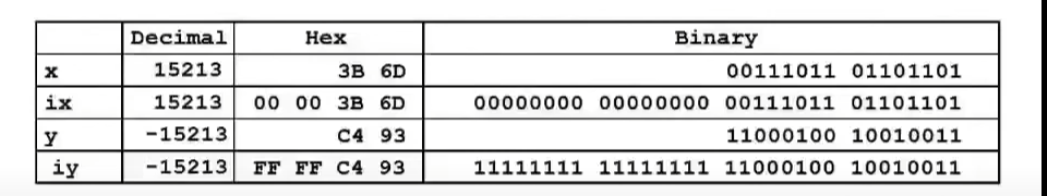 Decimal Hex Binary
x 15213 3B 6D 00111011 01101101
ix 15213 00 00 3B 6D 00000000 00000000 00111011 01101101
y -15213 C4 93 11000100 10010011
iy -15213 FF FF C4 93 11111111 11111111 11000100 10010011